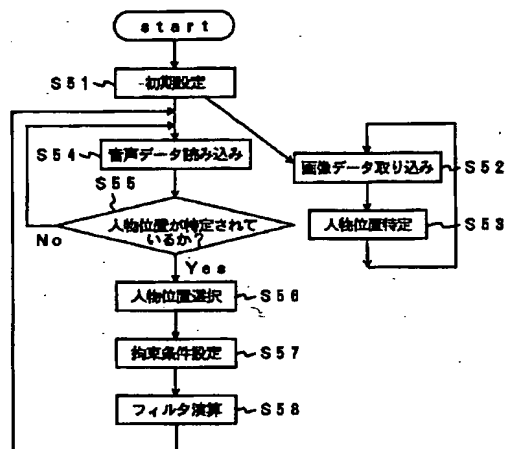 start
S51
初期設定
S54
音声データ読み込み
画像データ取り込み
S52
S55
人物位置が特定されて
いるか?
人物位置特定
S53
No
Yes
人物位置選択
S56
拘束条件設定
S57
フィルタ演算
S58